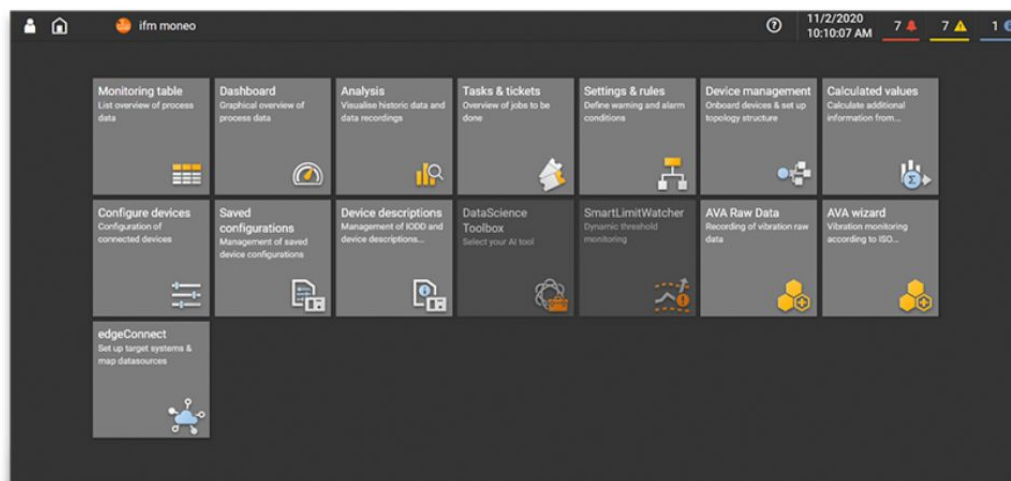 ifm moneo
11/2/2020
10:10:07 AM
7
7
1
Monitoring table
List overview of process
data
Dashboard
Graphical overview of
process data
Analysis
Visualise historic data and
data recordings
Tasks & tickets
Overview of jobs to be
done
Settings & rules
Define warning and alarm
conditions
Device management
Onboard devices & set up
topology structure
Calculated values
Calculate additional
information from...
Configure devices
Configuration of
connected devices
Saved
configurations
Management of saved
device configurations
Device descriptions
Management of IODD and
device descriptions...
DataScience
Toolbox
Select your AI tool
SmartLimitWatcher
Dynamic threshold
monitoring
AVA Raw Data
Recording of vibration raw
data
AVA wizard
Vibration monitoring
according to ISO...
edgeConnect
Set up target systems &
map datasources